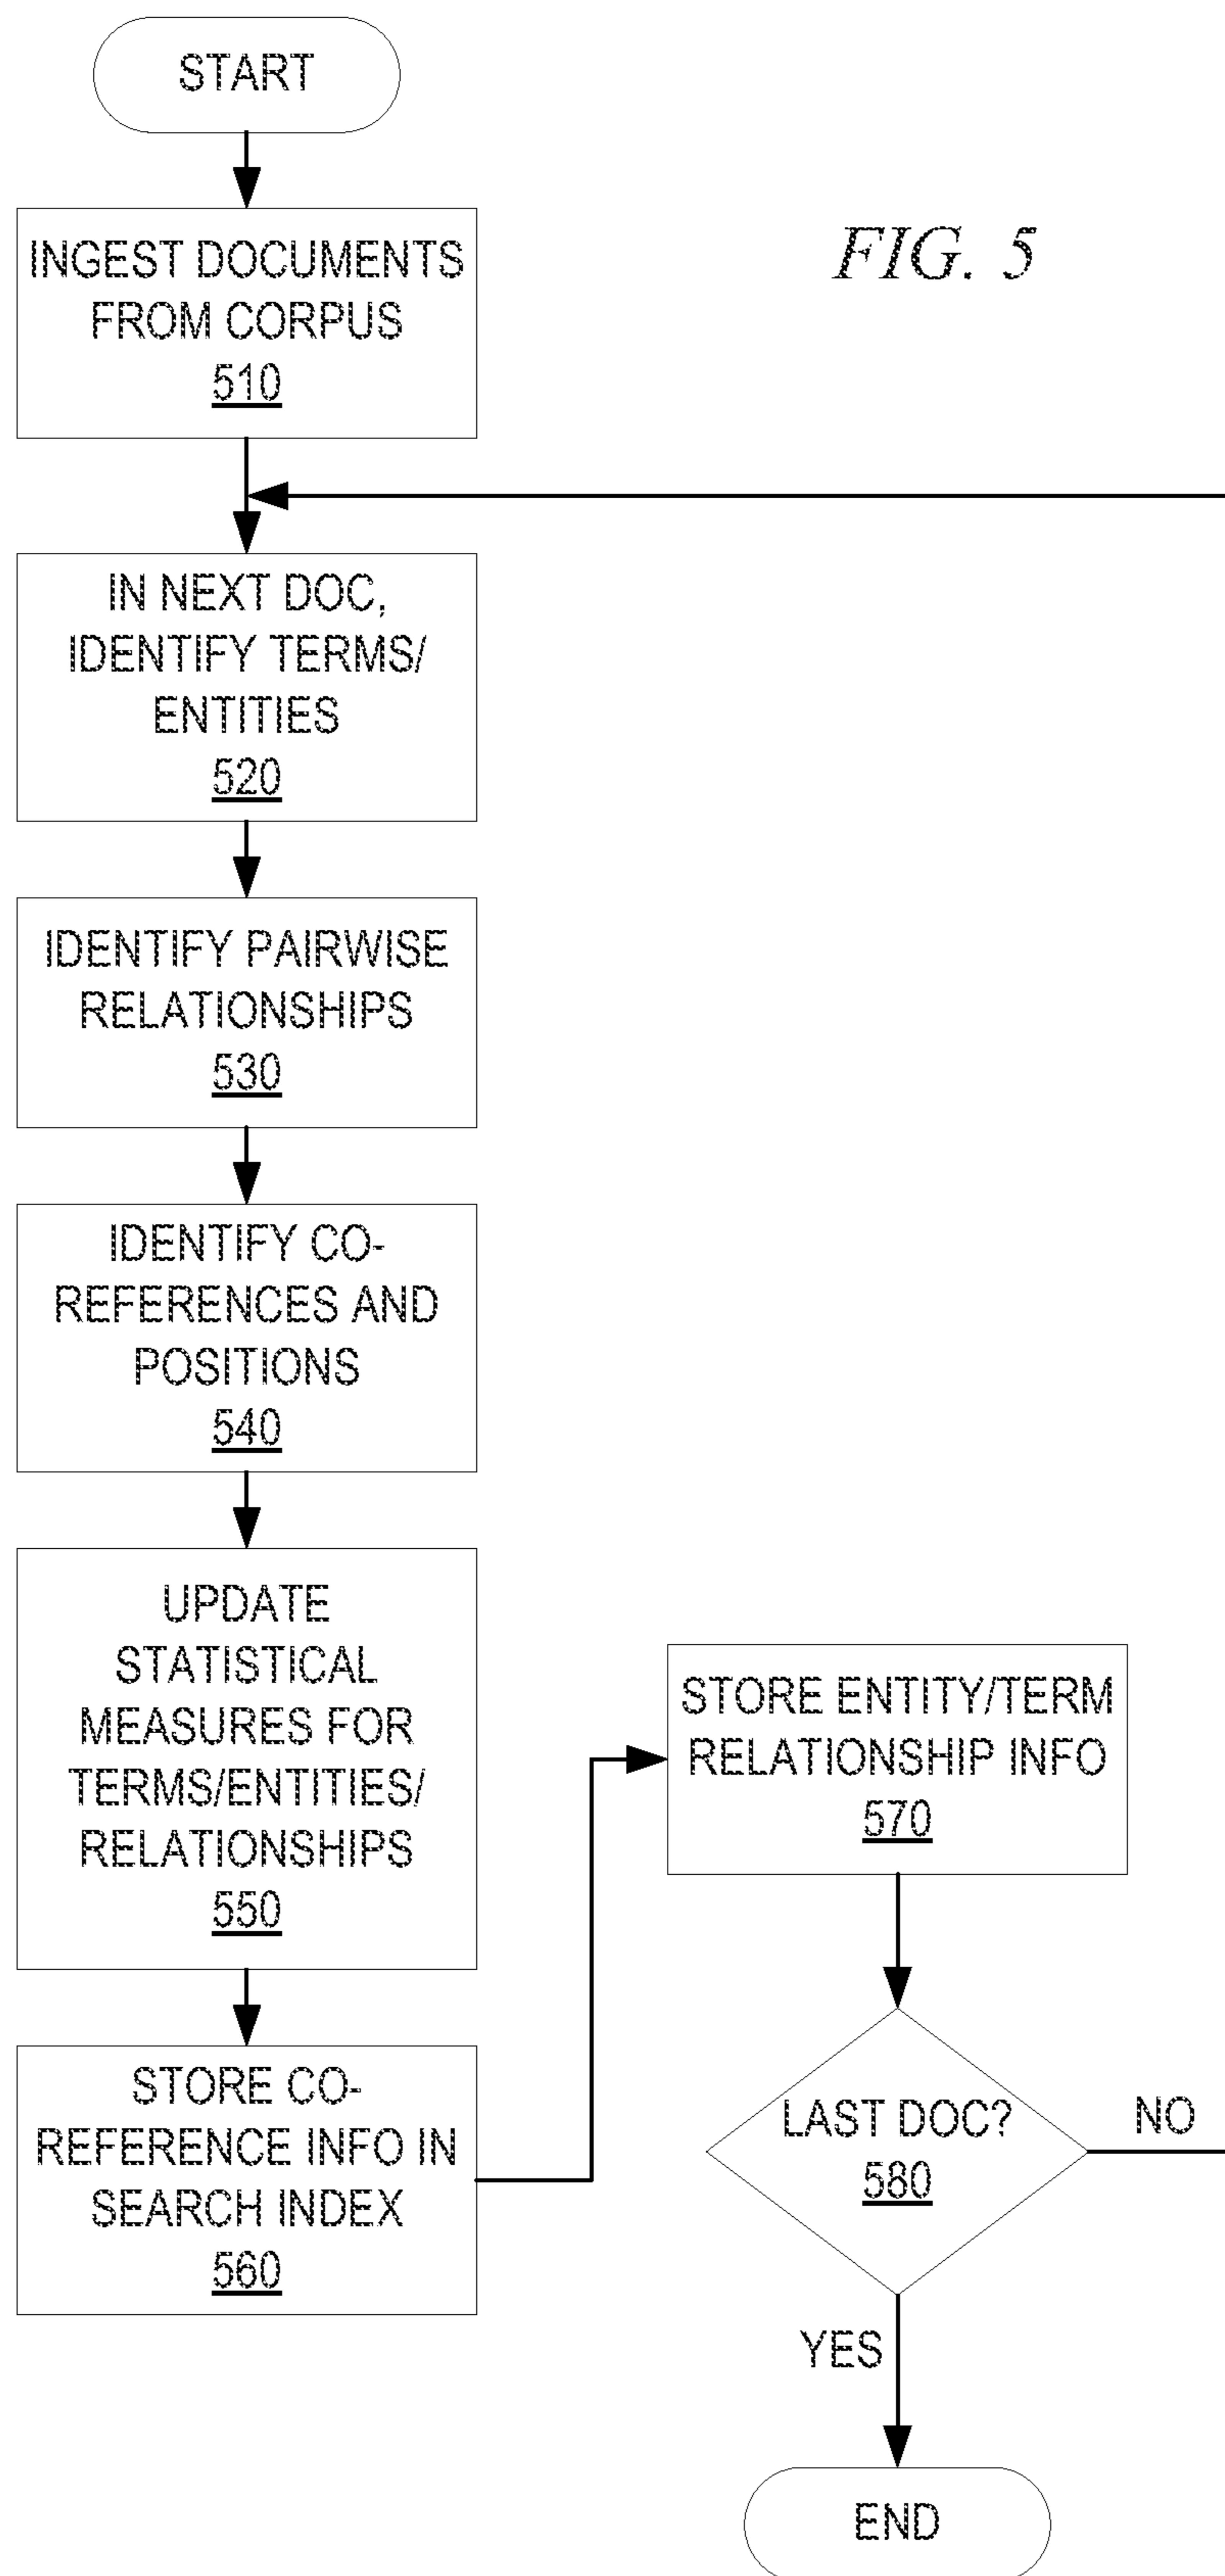 START
FIG. 5
INGEST DOCUMENTS
FROM CORPUS
510
IN NEXT DOC,
IDENTIFY TERMS/
ENTITIES
520
IDENTIFY PAIRWISE
RELATIONSHIPS
530
IDENTIFY CO-
REFERENCES AND
POSITIONS
540
UPDATE
STATISTICAL
MEASURES FOR
TERMS/ENTITIES/
RELATIONSHIPS
550
STORE CO-
REFERENCE INFO IN
SEARCH INDEX
560
STORE ENTITY/TERM
RELATIONSHIP INFO
570
LAST DOC?
580
NO
YES
END